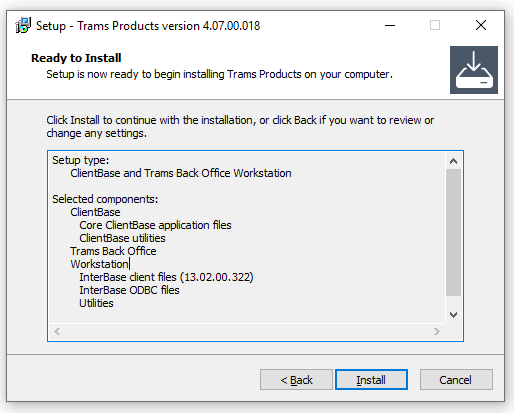 Setup - Trams Products version 4.07.00.018
Ready to Install
Setup is now ready to begin installing Trams Products on your computer.
Click Install to continue with the installation, or click Back if you want to review or
change any settings.
Setup type:
ClientBase and Trams Back Office Workstation
Selected components:
ClientBase
Core ClientBase application files
ClientBase utilities
Trams Back Office
Workstation
InterBase client files (13.02.00.322)
InterBase ODBC files
Utilities
< Back
Install
Cancel